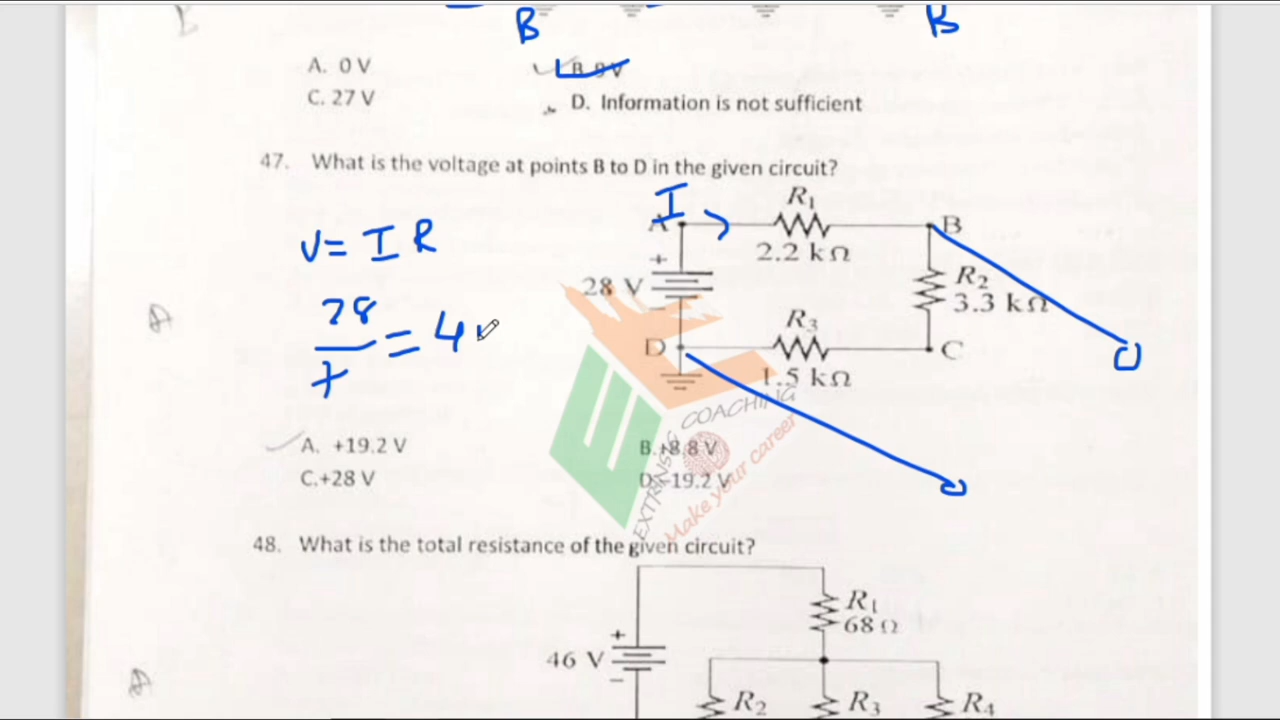 B
B
A. 0 V
B 9V
C. 27 V
D. Information is not sufficient
47. What is the voltage at points B to D in the given circuit?
I
A
R₁
B
2.2 kΩ
V = I R
+
28 V
−
R₂
3.3 kΩ
28
7
= 4
D
R₃
C
1.5 kΩ
A. +19.2 V
B. +8.8 V
C.+28 V
D. -19.2 V
EXTRINSIC COACHING
Make your career
48. What is the total resistance of the given circuit?
R₁
68 Ω
+
46 V
−
R₂
R₃
R₄